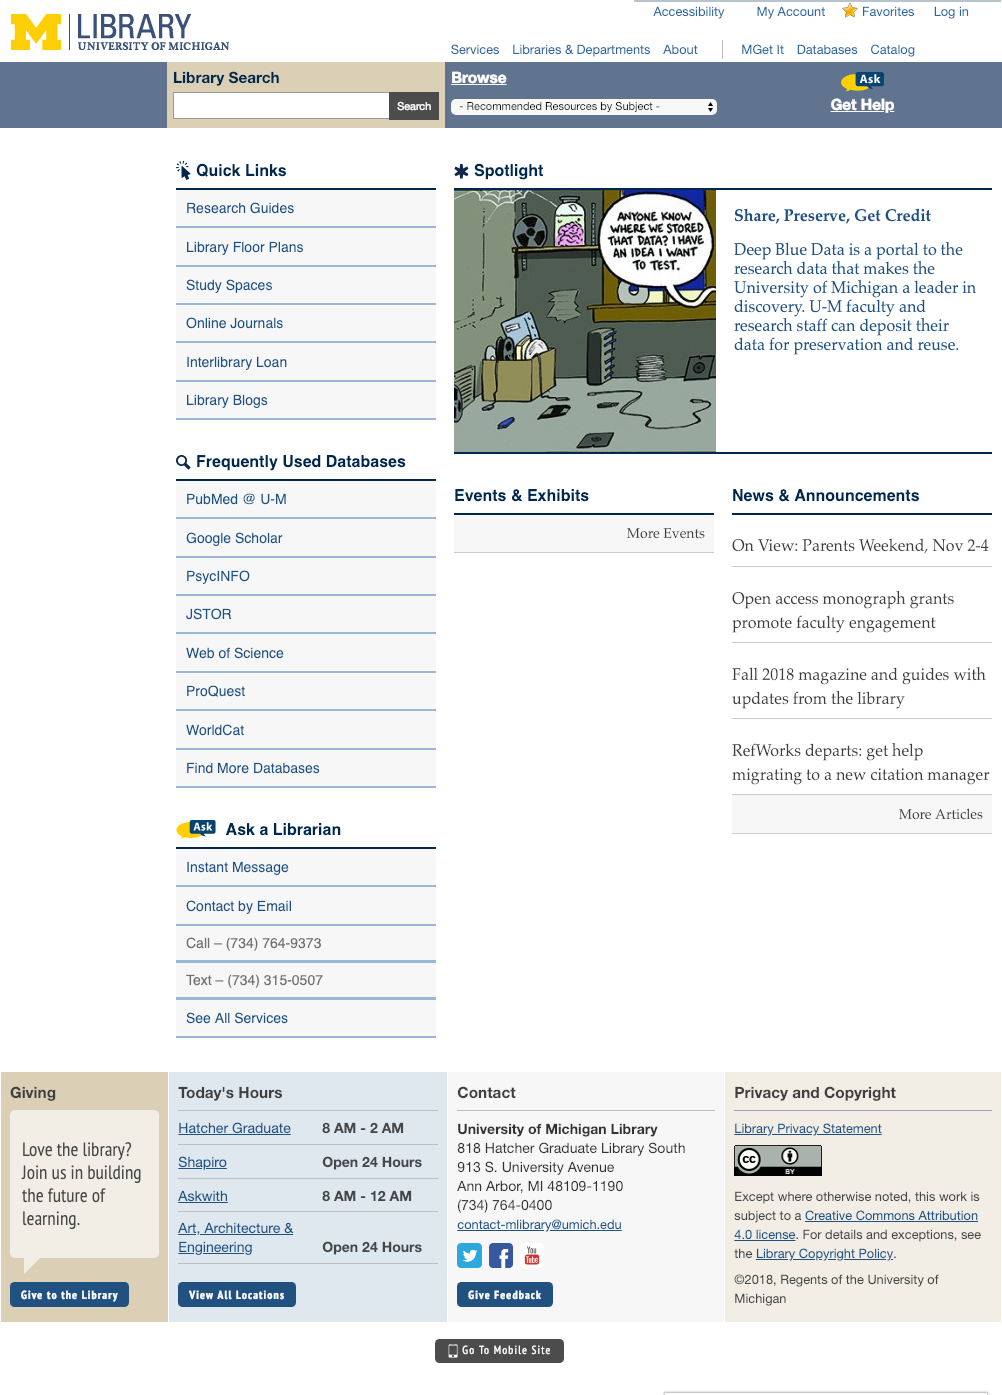 Accessibility My Account Favorites Log in
M LIBRARY
UNIVERSITY OF MICHIGAN
Services Libraries & Departments About MGet It Databases Catalog
Library Search
Search
Browse
- Recommended Resources by Subject -
Ask
Get Help
Quick Links
Research Guides
Library Floor Plans
Study Spaces
Online Journals
Interlibrary Loan
Library Blogs
Frequently Used Databases
PubMed @ U-M
Google Scholar
PsycINFO
JSTOR
Web of Science
ProQuest
WorldCat
Find More Databases
Ask Ask a Librarian
Instant Message
Contact by Email
Call – (734) 764-9373
Text – (734) 315-0507
See All Services
Spotlight
ANYONE KNOW
WHERE WE STORED
THAT DATA? I HAVE
AN IDEA I WANT
TO TEST.
Share, Preserve, Get Credit
Deep Blue Data is a portal to the
research data that makes the
University of Michigan a leader in
discovery. U-M faculty and
research staff can deposit their
data for preservation and reuse.
Events & Exhibits
More Events
News & Announcements
On View: Parents Weekend, Nov 2-4
Open access monograph grants
promote faculty engagement
Fall 2018 magazine and guides with
updates from the library
RefWorks departs: get help
migrating to a new citation manager
More Articles
Giving
Love the library?
Join us in building
the future of
learning.
Give to the Library
Today's Hours
Hatcher Graduate 8 AM - 2 AM
Shapiro Open 24 Hours
Askwith 8 AM - 12 AM
Art, Architecture &
Engineering Open 24 Hours
View All Locations
Contact
University of Michigan Library
818 Hatcher Graduate Library South
913 S. University Avenue
Ann Arbor, MI 48109-1190
(734) 764-0400
contact-mlibrary@umich.edu
You
Tube
Give Feedback
Privacy and Copyright
Library Privacy Statement
cc BY
Except where otherwise noted, this work is
subject to a Creative Commons Attribution
4.0 license. For details and exceptions, see
the Library Copyright Policy.
©2018, Regents of the University of
Michigan
Go To Mobile Site